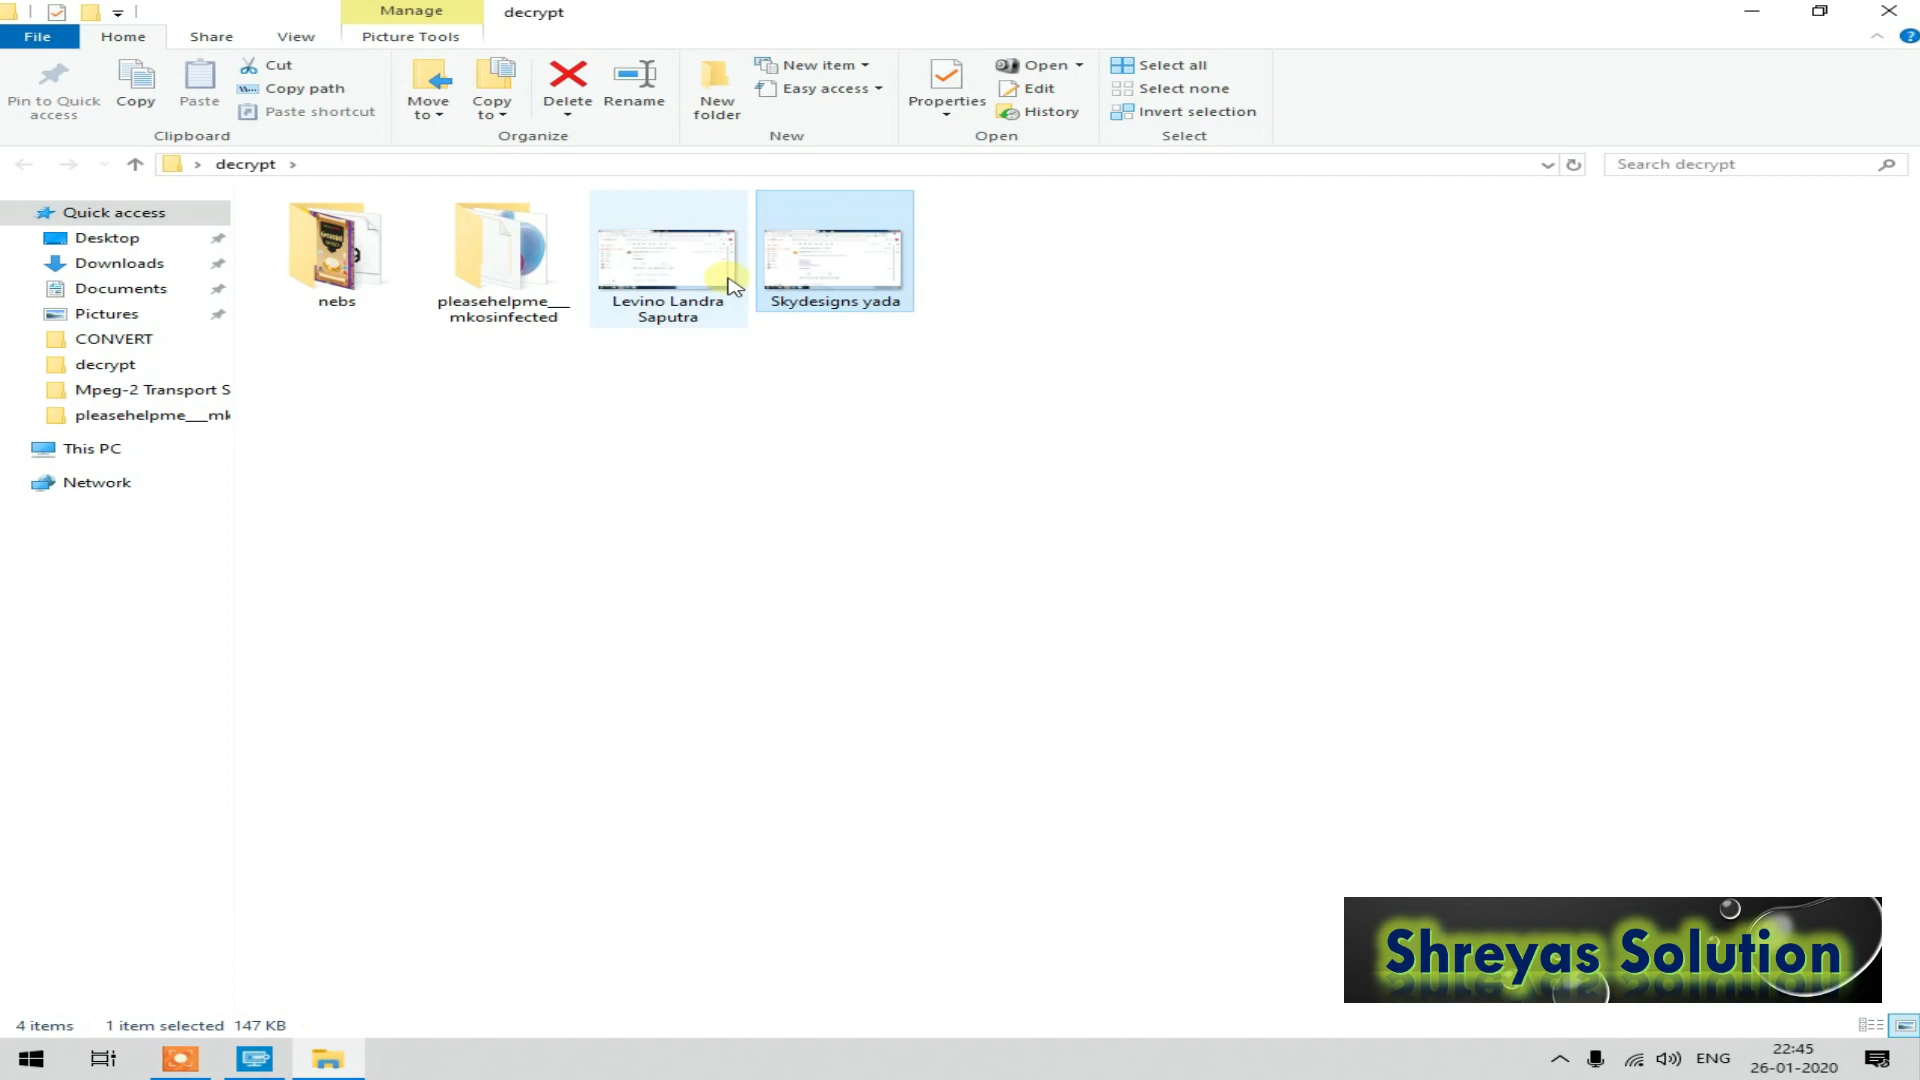 Manage
decrypt
File
Home
Share
View
Picture Tools
Pin to Quick access
Copy
Paste
Cut
Copy path
Paste shortcut
Clipboard
Move to
Copy to
Delete
Rename
Organize
New folder
New item
Easy access
New
Properties
Open
Edit
History
Open
Select all
Select none
Invert selection
Select
decrypt
Search decrypt
Quick access
Desktop
Downloads
Documents
Pictures
CONVERT
decrypt
Mpeg-2 Transport S
pleasehelpme___mk
This PC
Network
nebs
pleasehelpme___
mkosinfected
Levino Landra
Saputra
Skydesigns yada
Shreyas Solution
4 items
1 item selected 147 KB
ENG
22:45
26-01-2020